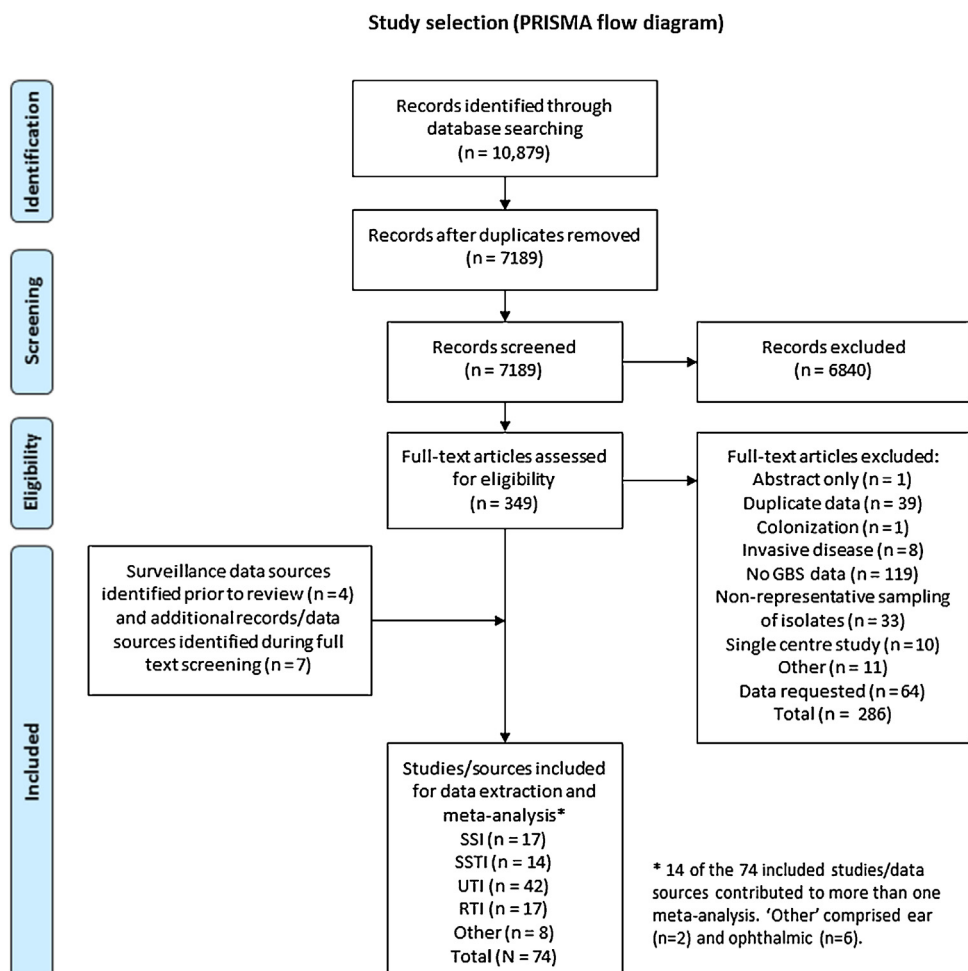 Study selection (PRISMA flow diagram)
Identification
Records identified through
database searching
(n = 10,879)
Records after duplicates removed
(n = 7189)
Screening
Records screened
(n = 7189)
Records excluded
(n = 6840)
Eligibility
Full-text articles assessed
for eligibility
(n = 349)
Full-text articles excluded:
Abstract only (n = 1)
Duplicate data (n = 39)
Colonization (n = 1)
Invasive disease (n = 8)
No GBS data (n = 119)
Non-representative sampling
of isolates (n = 33)
Single centre study (n = 10)
Other (n = 11)
Data requested (n = 64)
Total (n = 286)
Included
Surveillance data sources
identified prior to review (n = 4)
and additional records/data
sources identified during full
text screening (n = 7)
Studies/sources included
for data extraction and
meta-analysis*
SSI (n = 17)
SSTI (n = 14)
UTI (n = 42)
RTI (n = 17)
Other (n = 8)
Total (N = 74)
* 14 of the 74 included studies/data
sources contributed to more than one
meta-analysis. ‘Other’ comprised ear
(n=2) and ophthalmic (n=6).